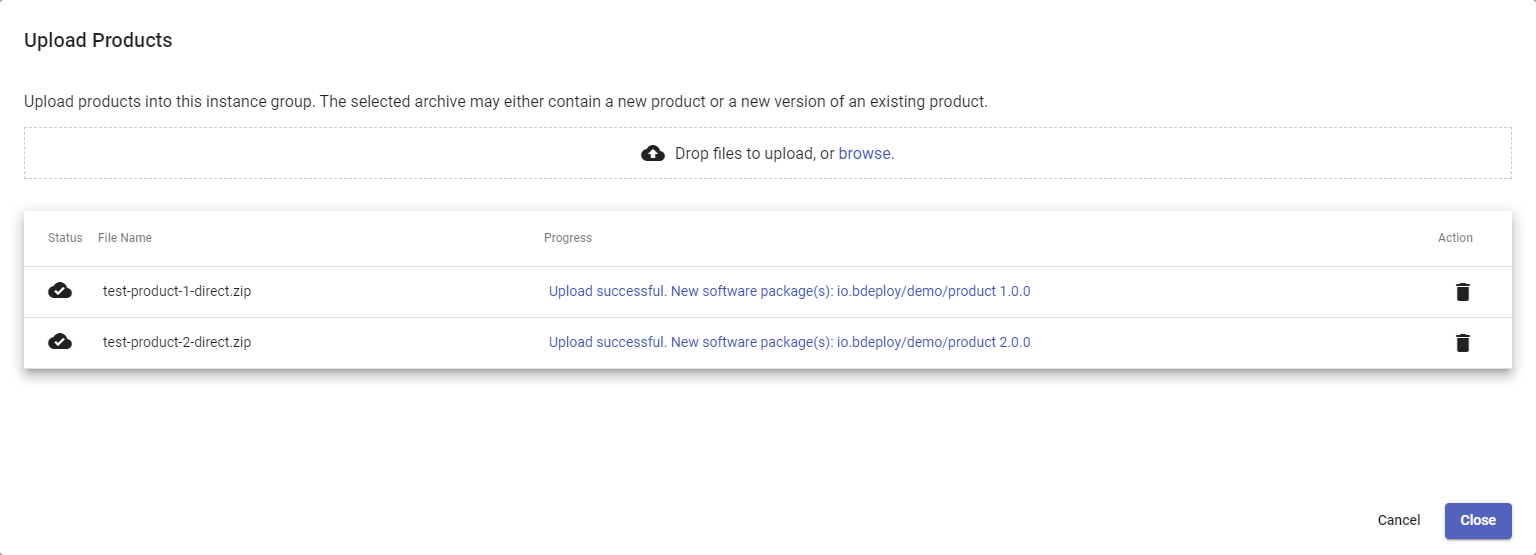 Upload Products
Upload products into this instance group. The selected archive may either contain a new product or a new version of an existing product.
Drop files to upload, or browse.
Status File Name Progress Action
test-product-1-direct.zip Upload successful. New software package(s): io.bdeploy/demo/product 1.0.0
test-product-2-direct.zip Upload successful. New software package(s): io.bdeploy/demo/product 2.0.0
Cancel Close